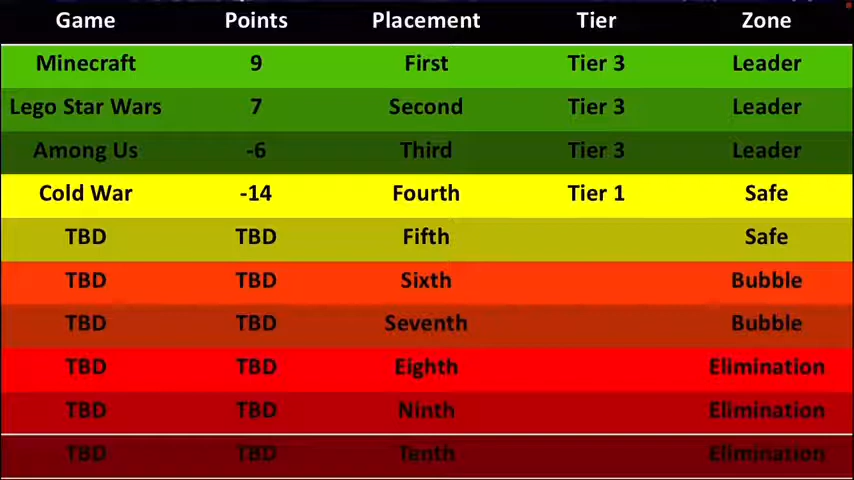 Game Points Placement Tier Zone
Minecraft 9 First Tier 3 Leader
Lego Star Wars 7 Second Tier 3 Leader
Among Us -6 Third Tier 3 Leader
Cold War -14 Fourth Tier 1 Safe
TBD TBD Fifth Safe
TBD TBD Sixth Bubble
TBD TBD Seventh Bubble
TBD TBD Eighth Elimination
TBD TBD Ninth Elimination
TBD TBD Tenth Elimination